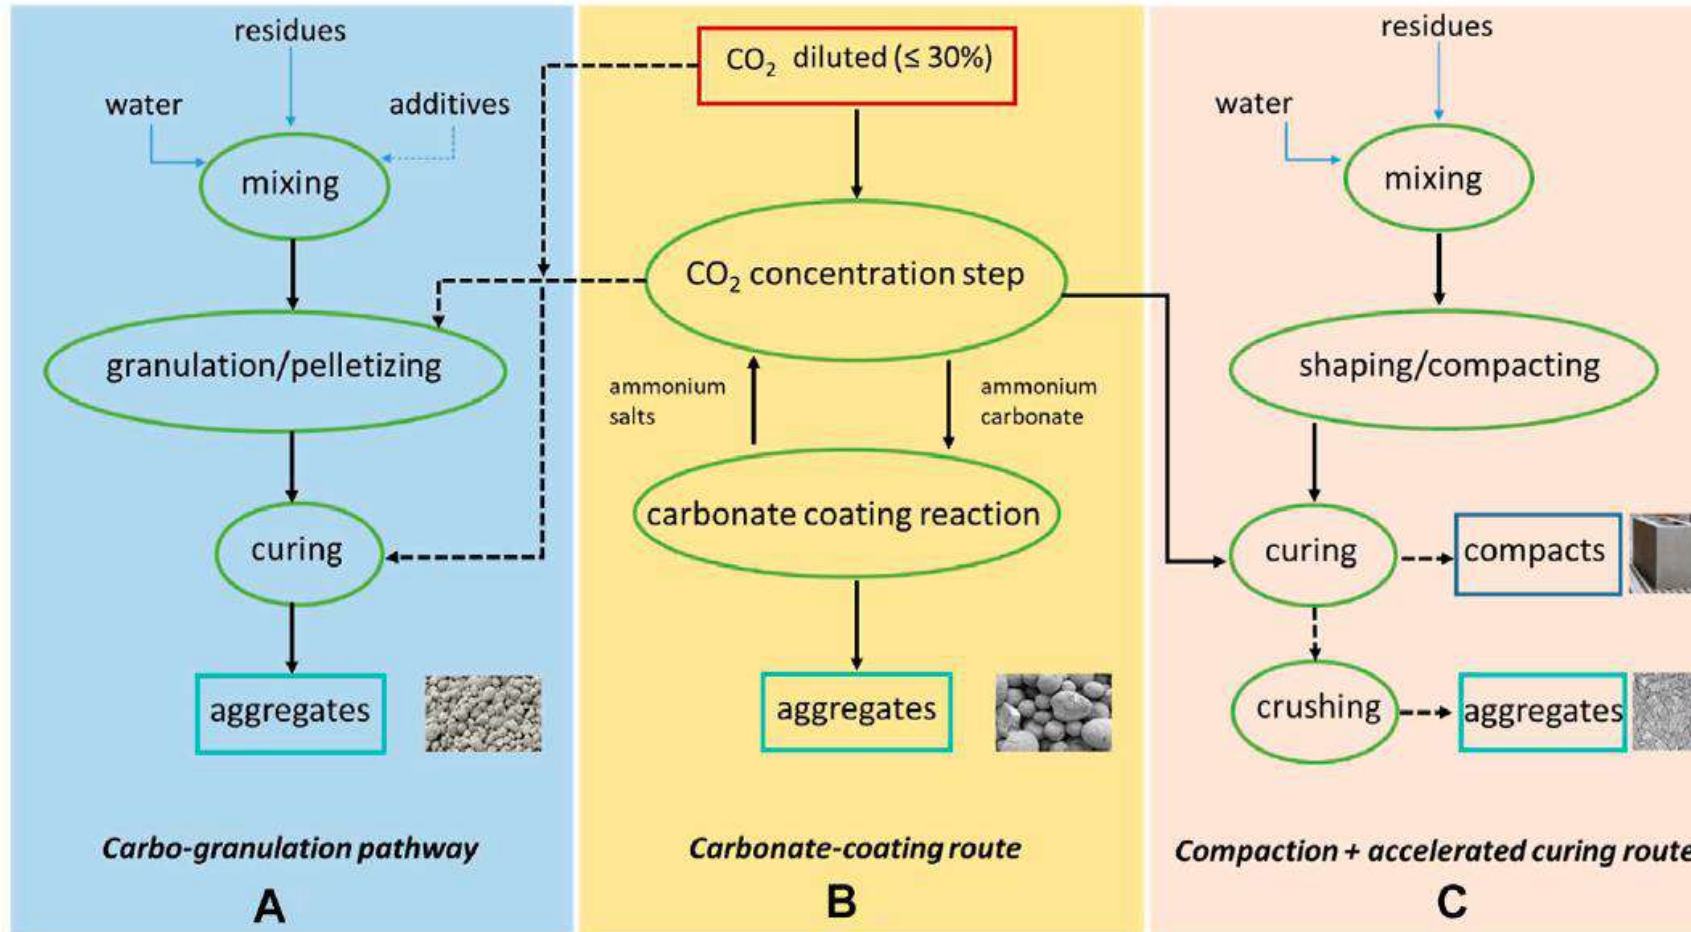 residues
water
additives
mixing
granulation/pelletizing
curing
aggregates
Carbo-granulation pathway
A
CO₂ diluted (≤ 30%)
CO₂ concentration step
ammonium
salts
ammonium
carbonate
carbonate coating reaction
aggregates
Carbonate-coating route
B
residues
water
mixing
shaping/compacting
curing
compacts
crushing
aggregates
Compaction + accelerated curing route
C